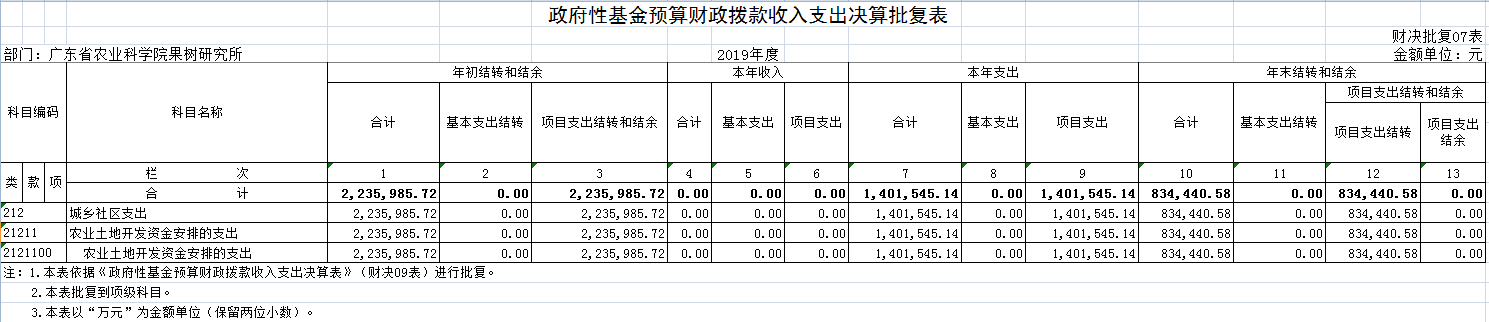 政府性基金预算财政拨款收入支出决算批复表
财决批复07表
部门：广东省农业科学院果树研究所 2019年度 金额单位：元
科目编码 科目名称 年初结转和结余 本年收入 本年支出 年末结转和结余
合计 基本支出结转 项目支出结转和结余 合计 基本支出 项目支出 合计 基本支出 项目支出 合计 基本支出结转 项目支出结转和结余
项目支出结转 项目支出结余
类 款 项 栏次 1 2 3 4 5 6 7 8 9 10 11 12 13
合计 2,235,985.72 0.00 2,235,985.72 0.00 0.00 0.00 1,401,545.14 0.00 1,401,545.14 834,440.58 0.00 834,440.58 0.00
212 城乡社区支出 2,235,985.72 0.00 2,235,985.72 0.00 0.00 0.00 1,401,545.14 0.00 1,401,545.14 834,440.58 0.00 834,440.58 0.00
21211 农业土地开发资金安排的支出 2,235,985.72 0.00 2,235,985.72 0.00 0.00 0.00 1,401,545.14 0.00 1,401,545.14 834,440.58 0.00 834,440.58 0.00
2121100 农业土地开发资金安排的支出 2,235,985.72 0.00 2,235,985.72 0.00 0.00 0.00 1,401,545.14 0.00 1,401,545.14 834,440.58 0.00 834,440.58 0.00
注：1.本表依据《政府性基金预算财政拨款收入支出决算表》（财决09表）进行批复。
2.本表批复到项级科目。
3.本表以“万元”为金额单位（保留两位小数）。